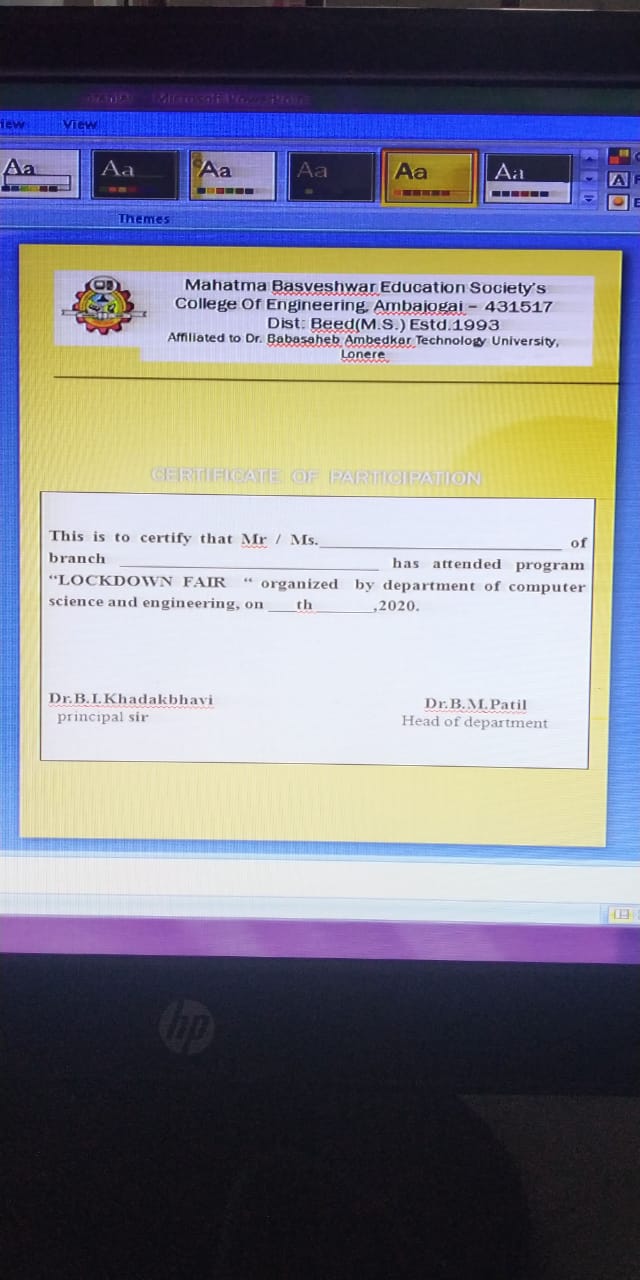 Microsoft PowerPoint
View
Aa Aa Aa Aa Aa Aa
Themes
Mahatma Basveshwar Education Society's
College Of Engineering, Ambajogai – 431517
Dist: Beed(M.S.) Estd.1993
Affiliated to Dr. Babasaheb Ambedkar Technology University,
Lonere
CERTIFICATE OF PARTICIPATION
This is to certify that Mr / Ms.____________________ of
branch ____________________ has attended program
“LOCKDOWN FAIR “ organized by department of computer
science and engineering, on ___th______,2020.
Dr.B.I.Khadakbhavi Dr.B.M.Patil
principal sir Head of department
hp